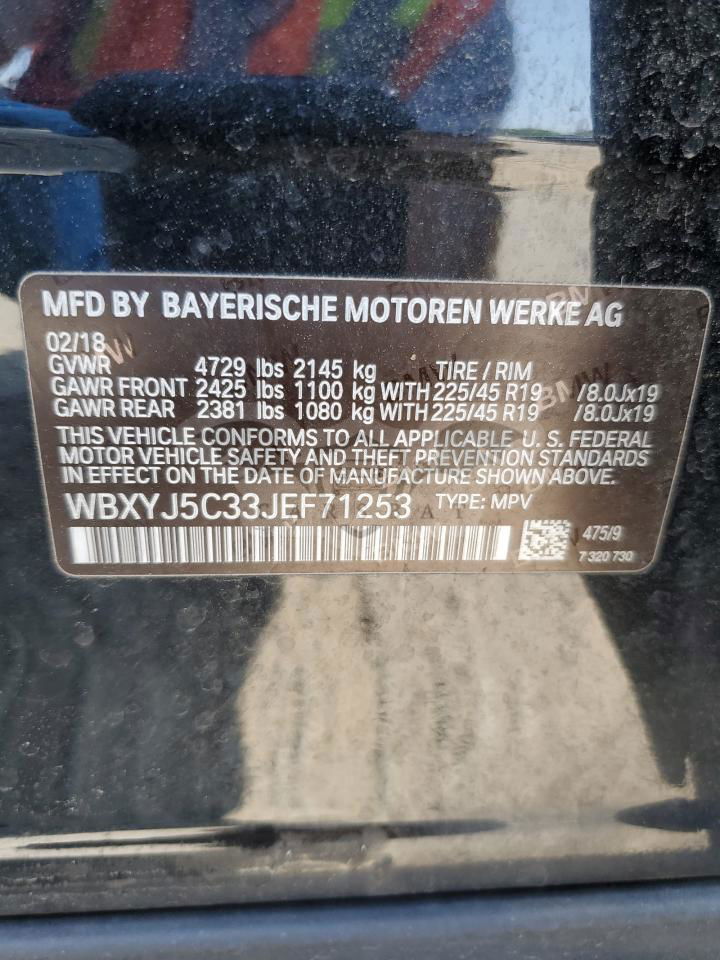 MFD BY BAYERISCHE MOTOREN WERKE AG
02/18
GVWR 4729 lbs 2145 kg TIRE / RIM
GAWR FRONT 2425 lbs 1100 kg WITH 225/45 R19 /8.0Jx19
GAWR REAR 2381 lbs 1080 kg WITH 225/45 R19 /8.0Jx19
THIS VEHICLE CONFORMS TO ALL APPLICABLE U. S. FEDERAL
MOTOR VEHICLE SAFETY AND THEFT PREVENTION STANDARDS
IN EFFECT ON THE DATE OF MANUFACTURE SHOWN ABOVE.
WBXYJ5C33JEF71253 TYPE: MPV
475/9
7 320 730